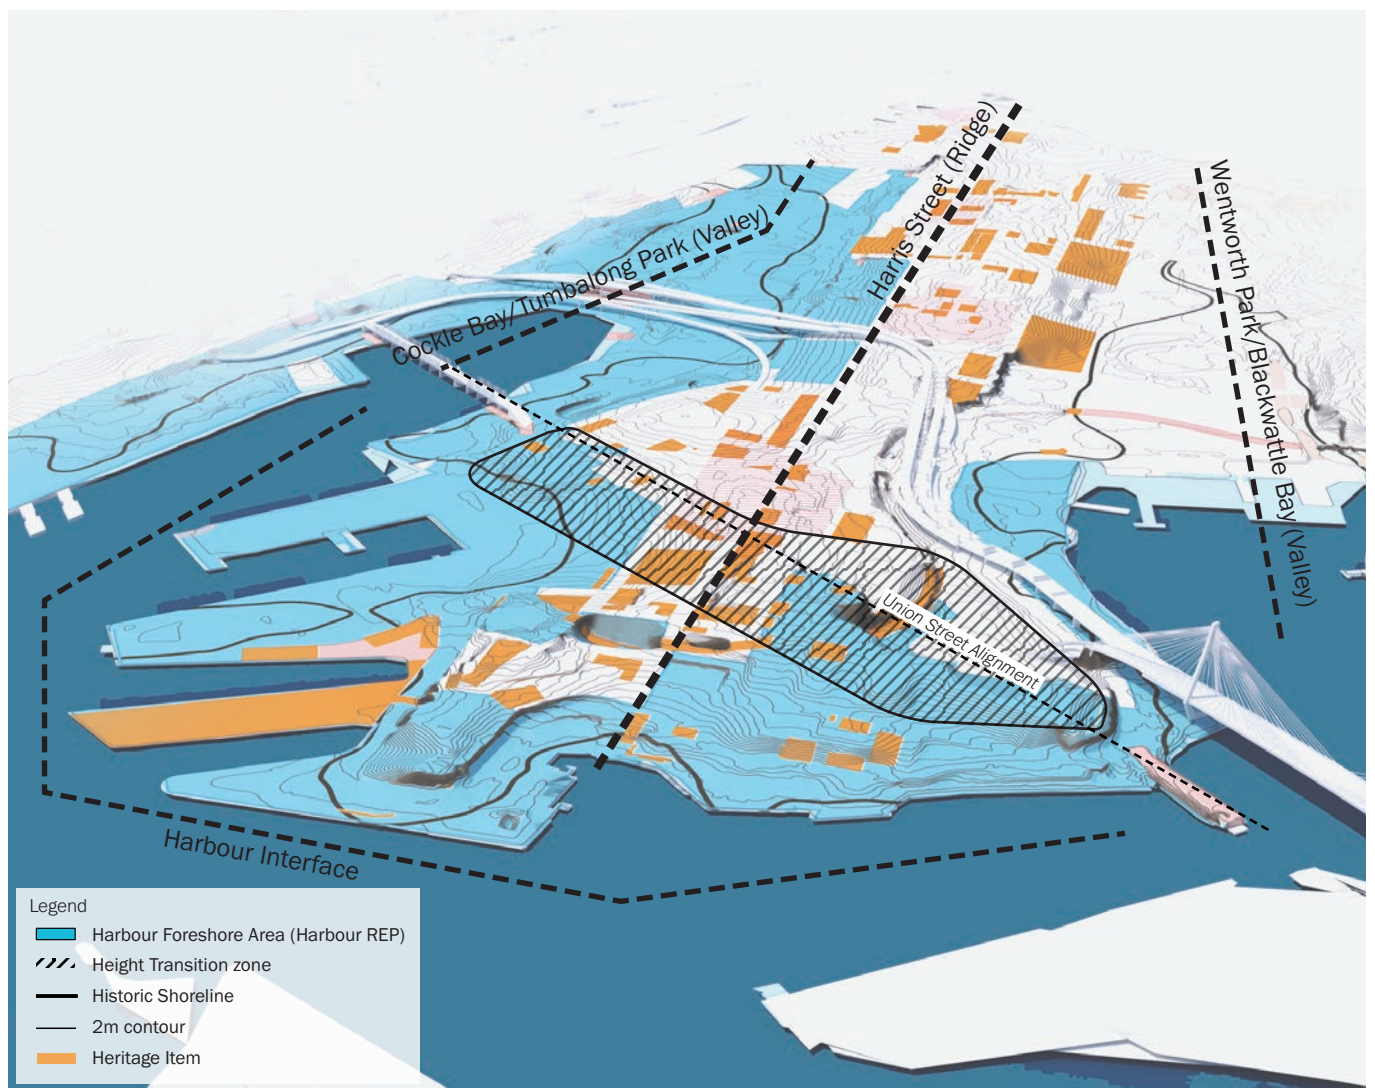 Harris Street (Ridge)
Wentworth Park/Blackwattle Bay (Valley)
Cockle Bay/Tumbalong Park (Valley)
Union Street Alignment
Harbour Interface
Legend
Harbour Foreshore Area (Harbour REP)
Height Transition zone
Historic Shoreline
2m contour
Heritage Item